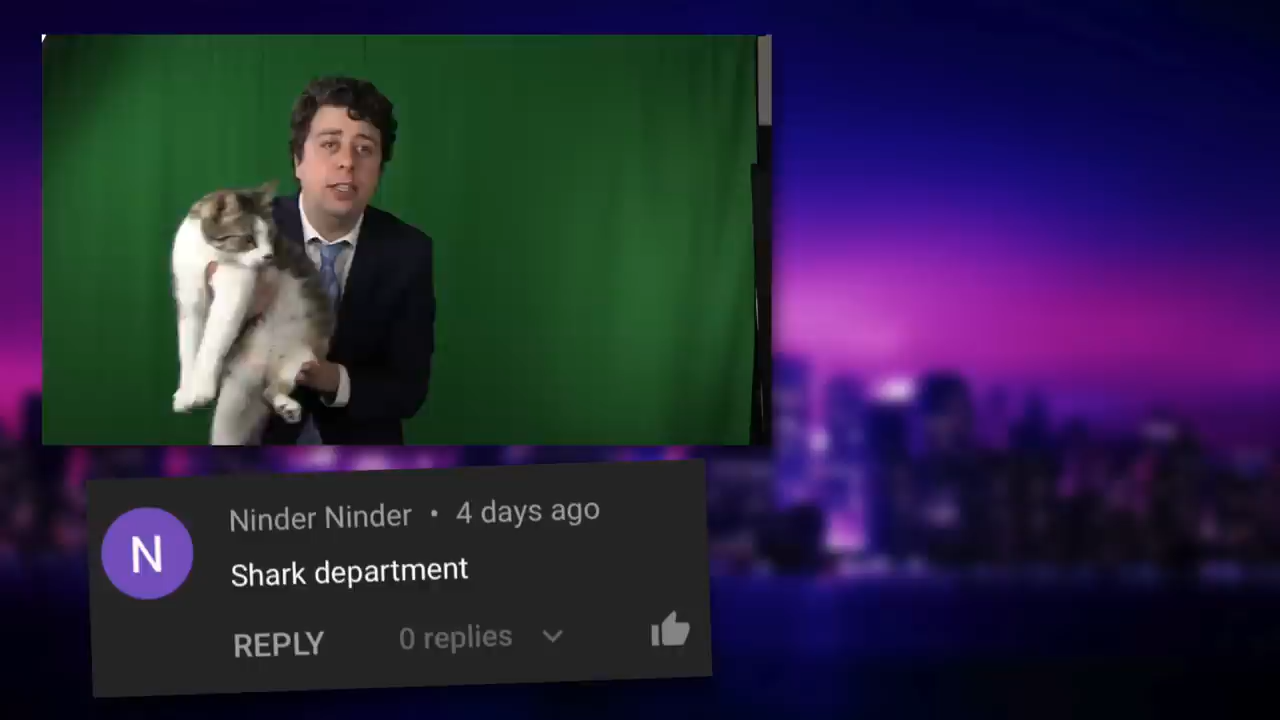 N
Ninder Ninder • 4 days ago
Shark department
REPLY 0 replies